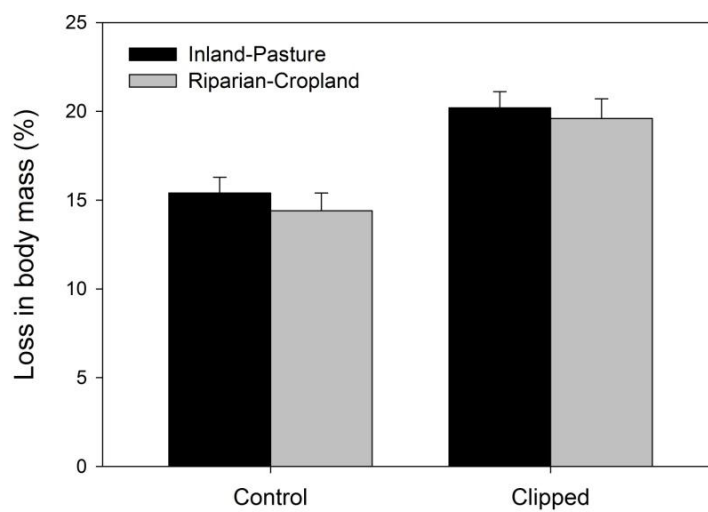 Loss in body mass (%)
25
20
15
10
5
0
Inland-Pasture
Riparian-Cropland
Control
Clipped